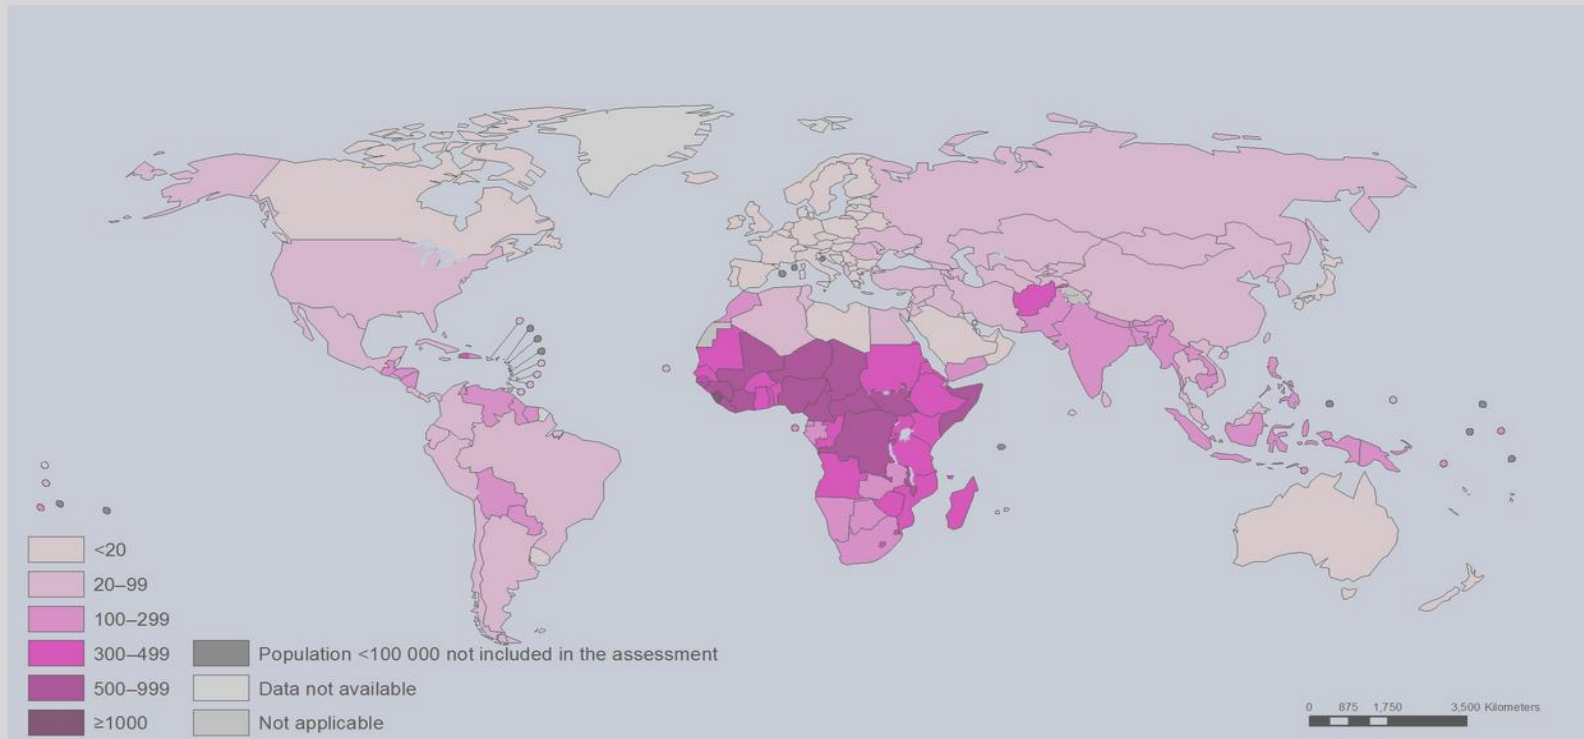 <20
20–99
100–299
300–499
500–999
≥1000
Population <100 000 not included in the assessment
Data not available
Not applicable
0 875 1,750 3,500 Kilometers